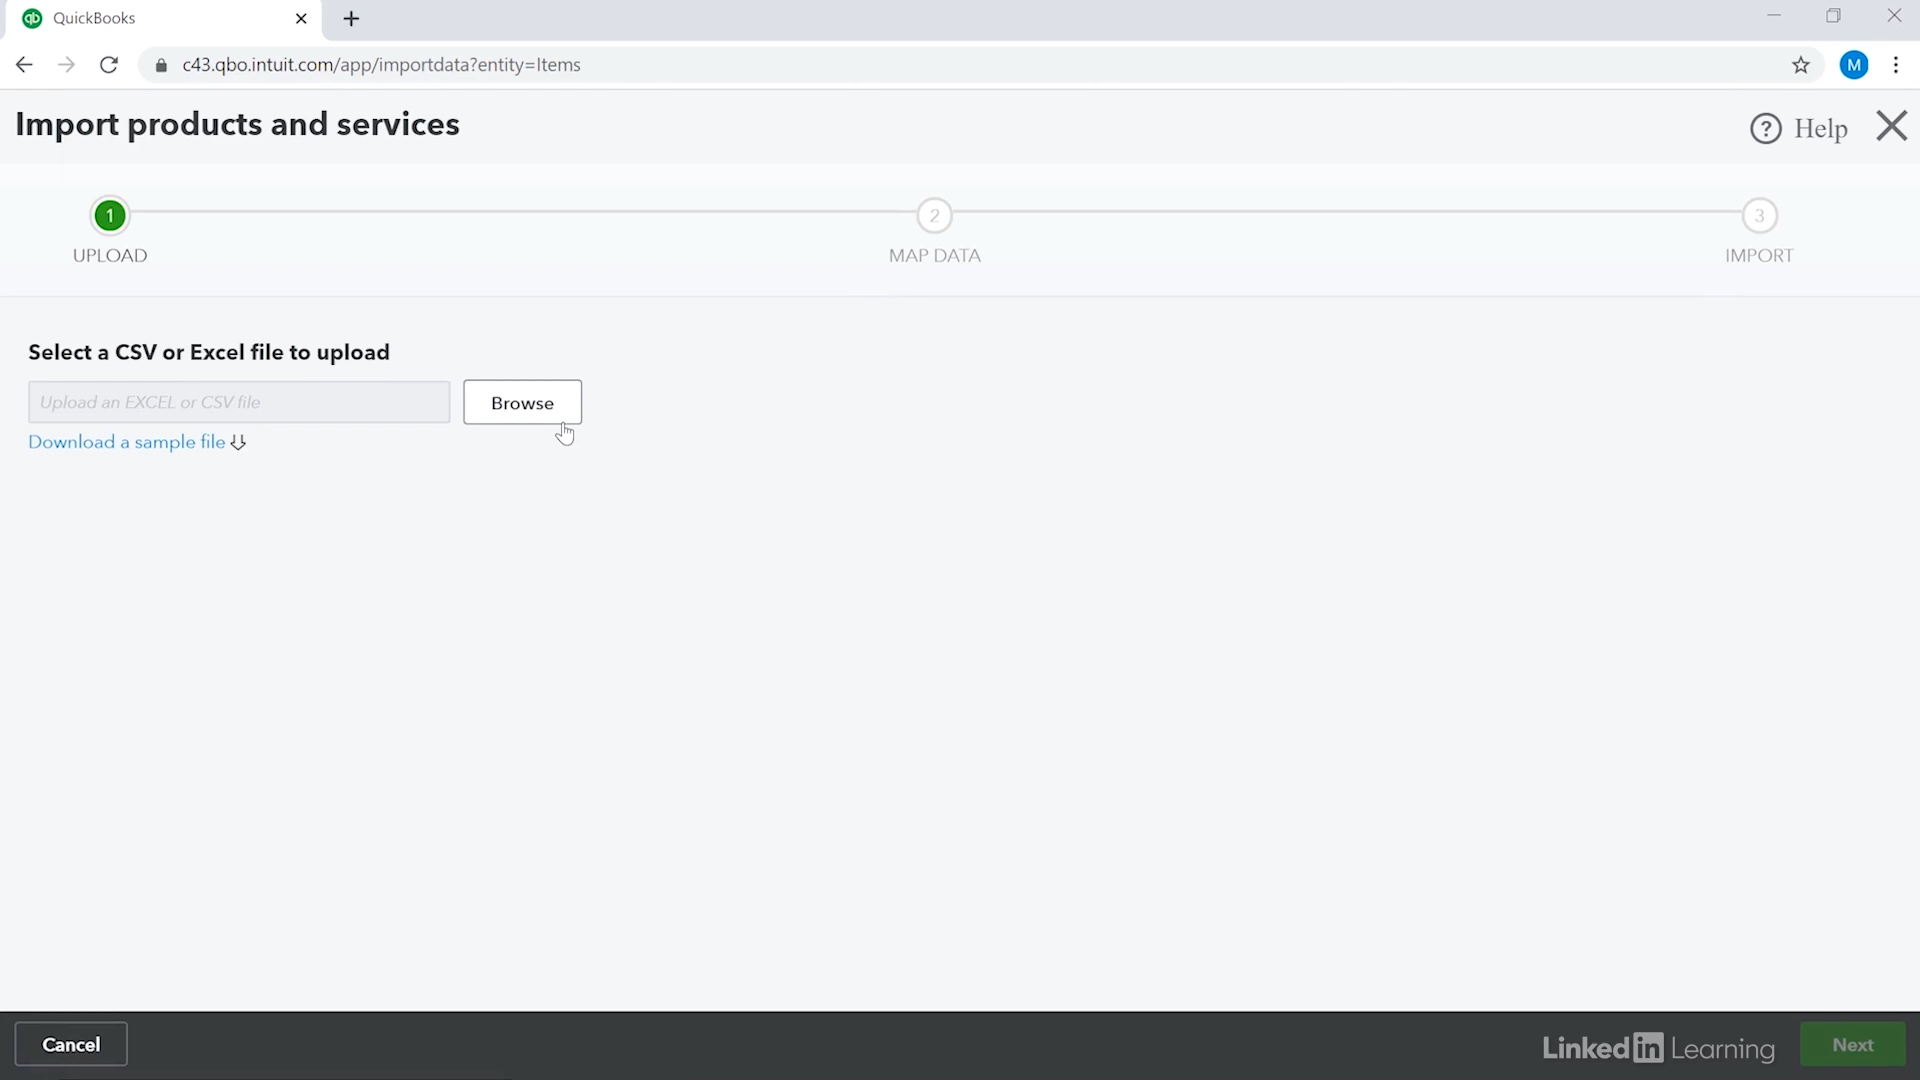 QuickBooks
c43.qbo.intuit.com/app/importdata?entity=Items
M
Import products and services
? Help
1
2
3
UPLOAD
MAP DATA
IMPORT
Select a CSV or Excel file to upload
Upload an EXCEL or CSV file
Browse
Download a sample file
Cancel
LinkedIn Learning
Next